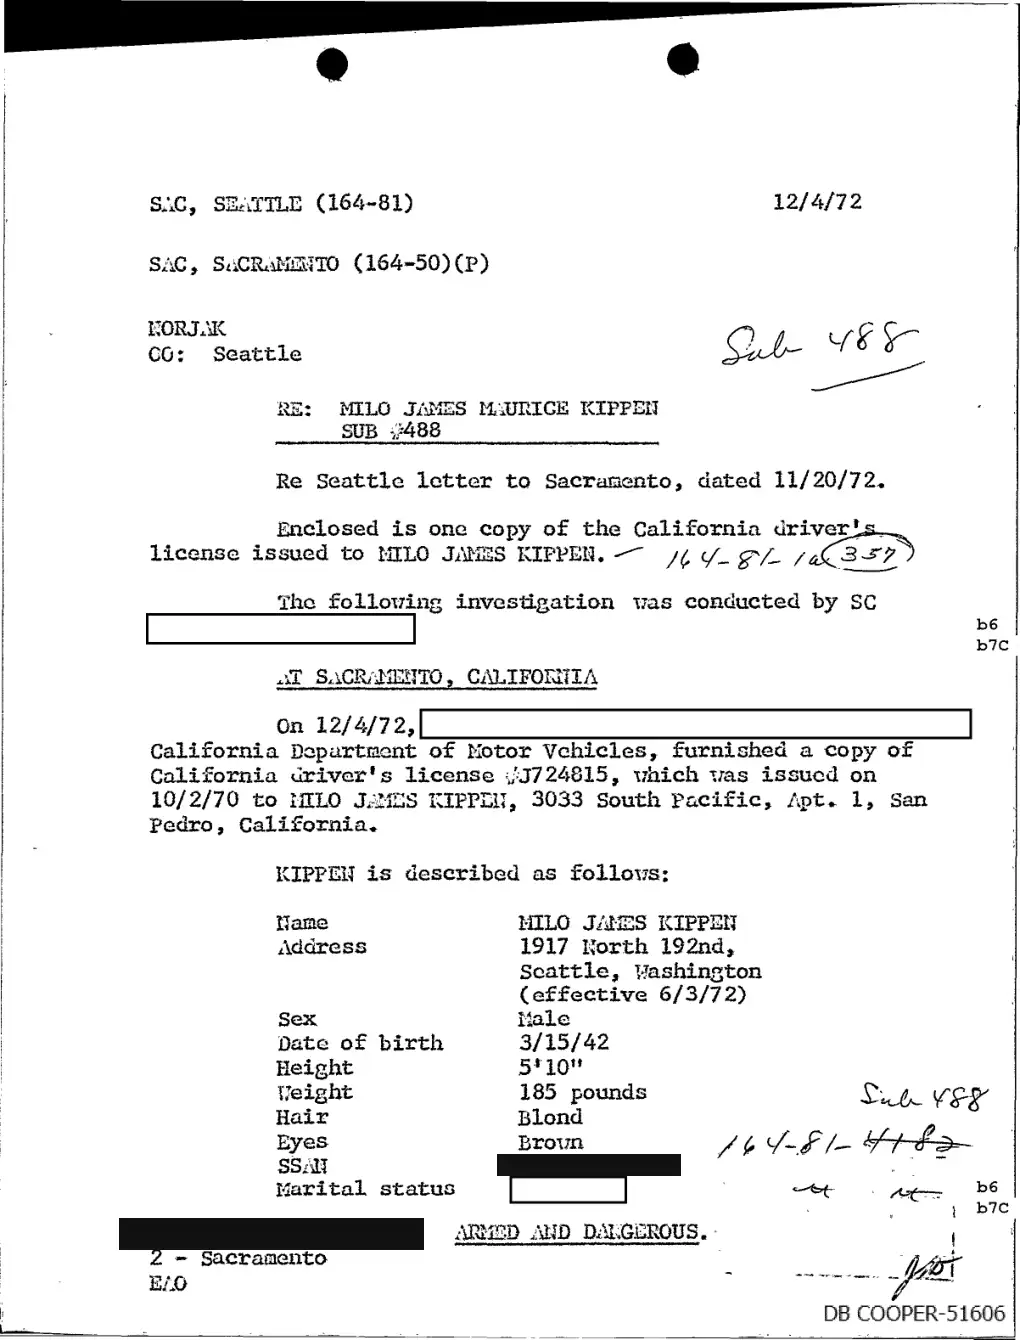 SAC, SEATTLE (164-81) 12/4/72
SAC, SACRAMENTO (164-50)(P)
NORJAK
OO: Seattle
Sub 488
RE: MILO JAMES MAURICE KIPPEN
SUB #488
Re Seattle letter to Sacramento, dated 11/20/72.
Enclosed is one copy of the California driver's
license issued to MILO JAMES KIPPEN. 164-81-1a 357
The following investigation was conducted by SC
b6
b7C
AT SACRAMENTO, CALIFORNIA
On 12/4/72,
California Department of Motor Vehicles, furnished a copy of
California driver's license #J724815, which was issued on
10/2/70 to MILO JAMES KIPPEN, 3033 South Pacific, Apt. 1, San
Pedro, California.
KIPPEN is described as follows:
Name MILO JAMES KIPPEN
Address 1917 North 192nd,
Seattle, Washington
(effective 6/3/72)
Sex Male
Date of birth 3/15/42
Height 5'10"
Weight 185 pounds
Hair Blond
Sub 488
Eyes Brown
164-81-4182
SSAN
Marital status
b6
b7C
ARMED AND DANGEROUS.
2 - Sacramento
EAO
DB COOPER-51606